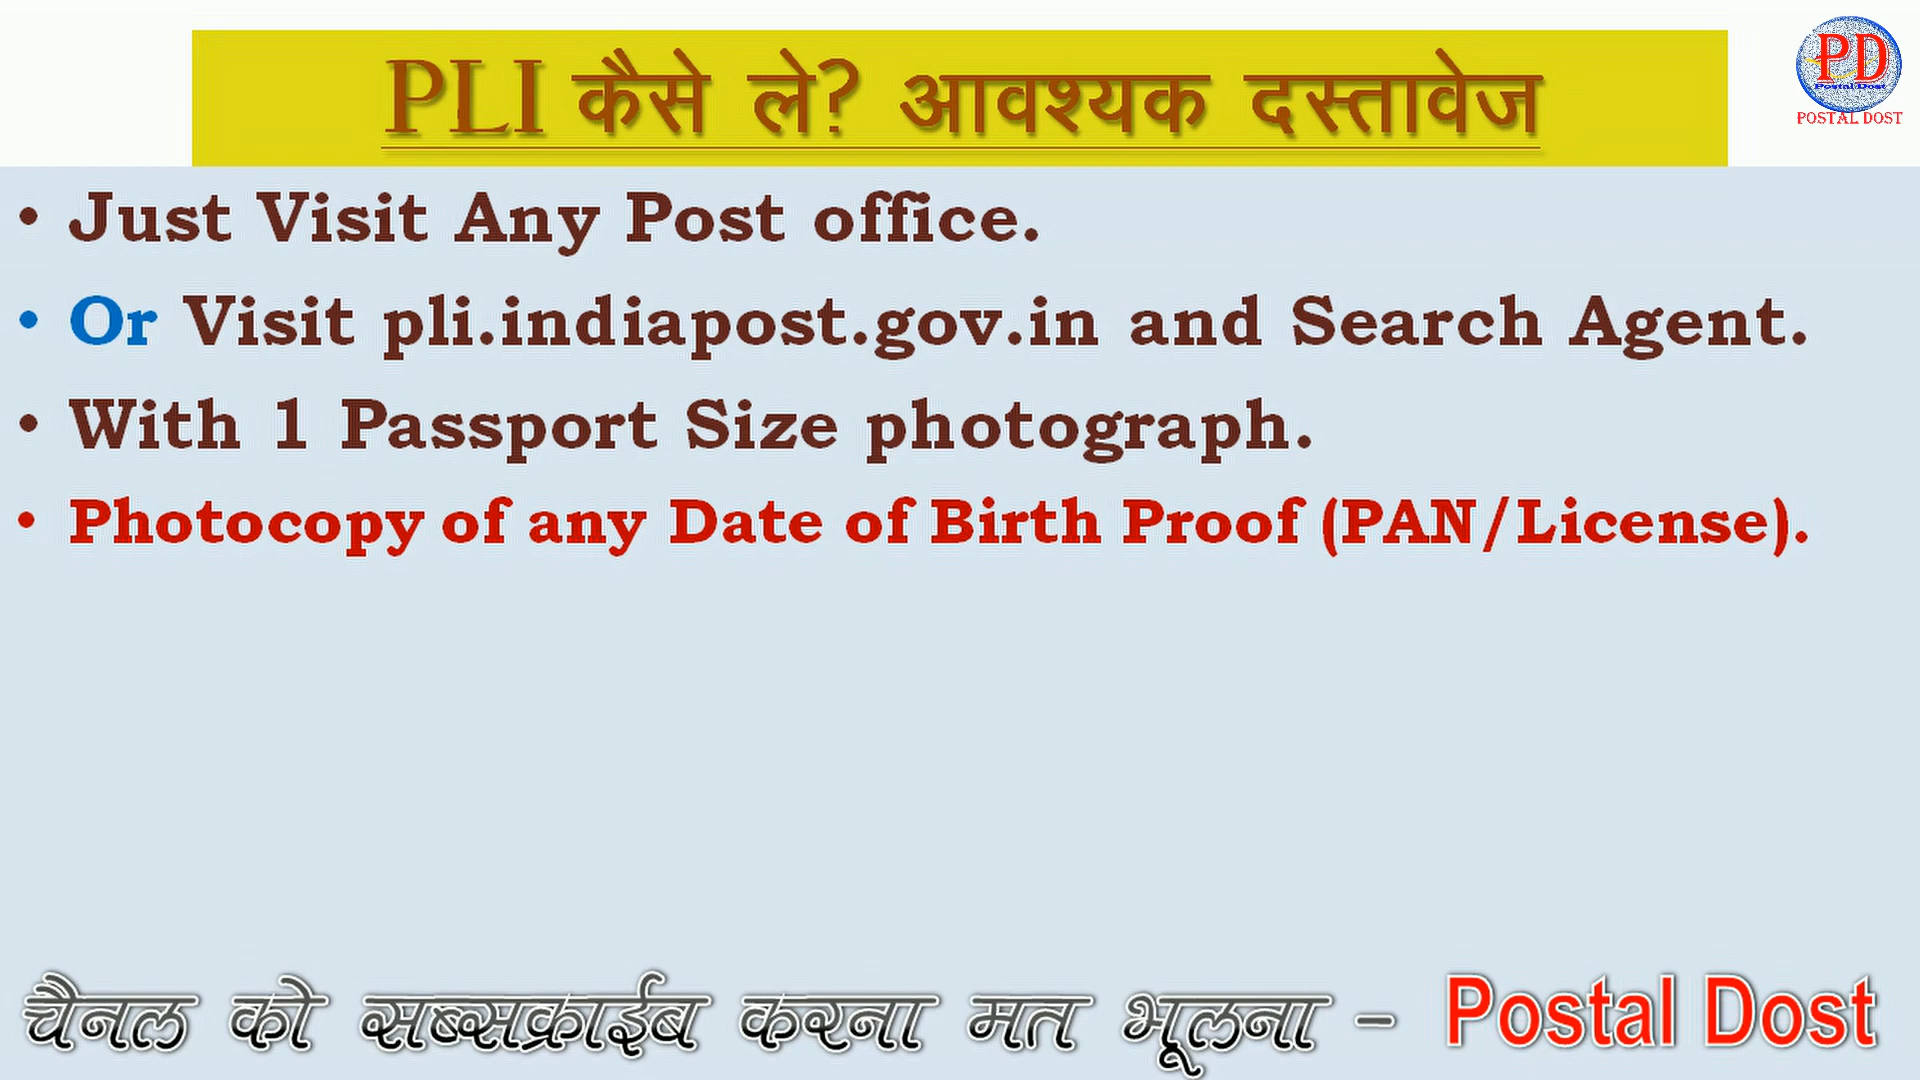 PLI कैसे ले? आवश्यक दस्तावेज
PD
Postal Dost
POSTAL DOST
• Just Visit Any Post office.
• Or Visit pli.indiapost.gov.in and Search Agent.
• With 1 Passport Size photograph.
• Photocopy of any Date of Birth Proof (PAN/License).
चैनल को सब्सक्राईब करना मत भूलना – Postal Dost